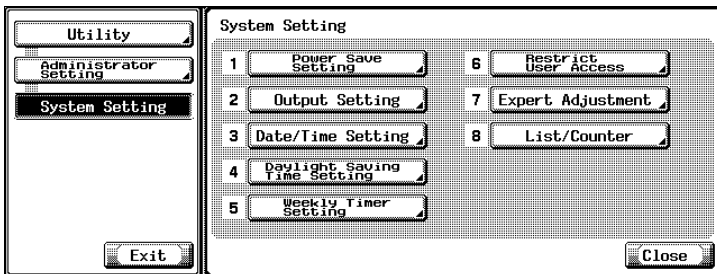 Utility
Administrator
Setting
System Setting
Exit
System Setting
1 Power Save
Setting
2 Output Setting
3 Date/Time Setting
4 Daylight Saving
Time Setting
5 Weekly Timer
Setting
6 Restrict
User Access
7 Expert Adjustment
8 List/Counter
Close